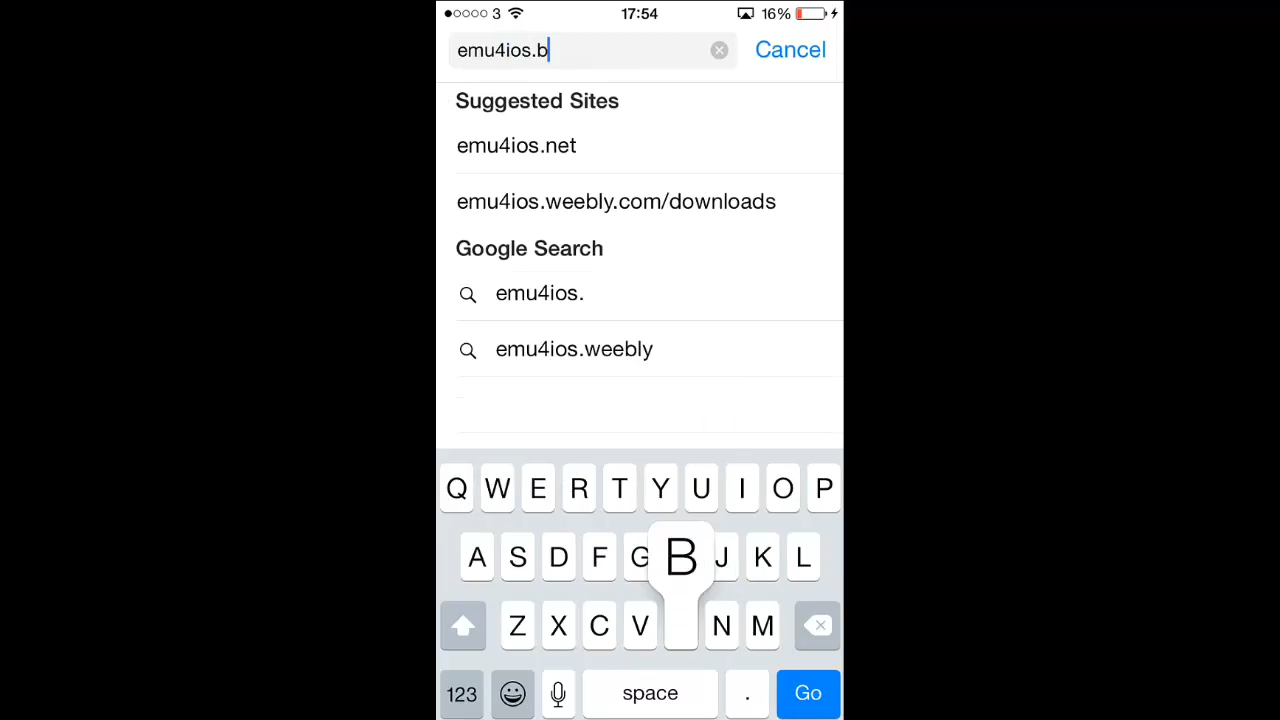 3 17:54 16%
emu4ios.b Cancel
Suggested Sites
emu4ios.net
emu4ios.weebly.com/downloads
Google Search
emu4ios.
emu4ios.weebly
Q W E R T Y U I O P
A S D F G B J K L
Z X C V N M
123 space . Go